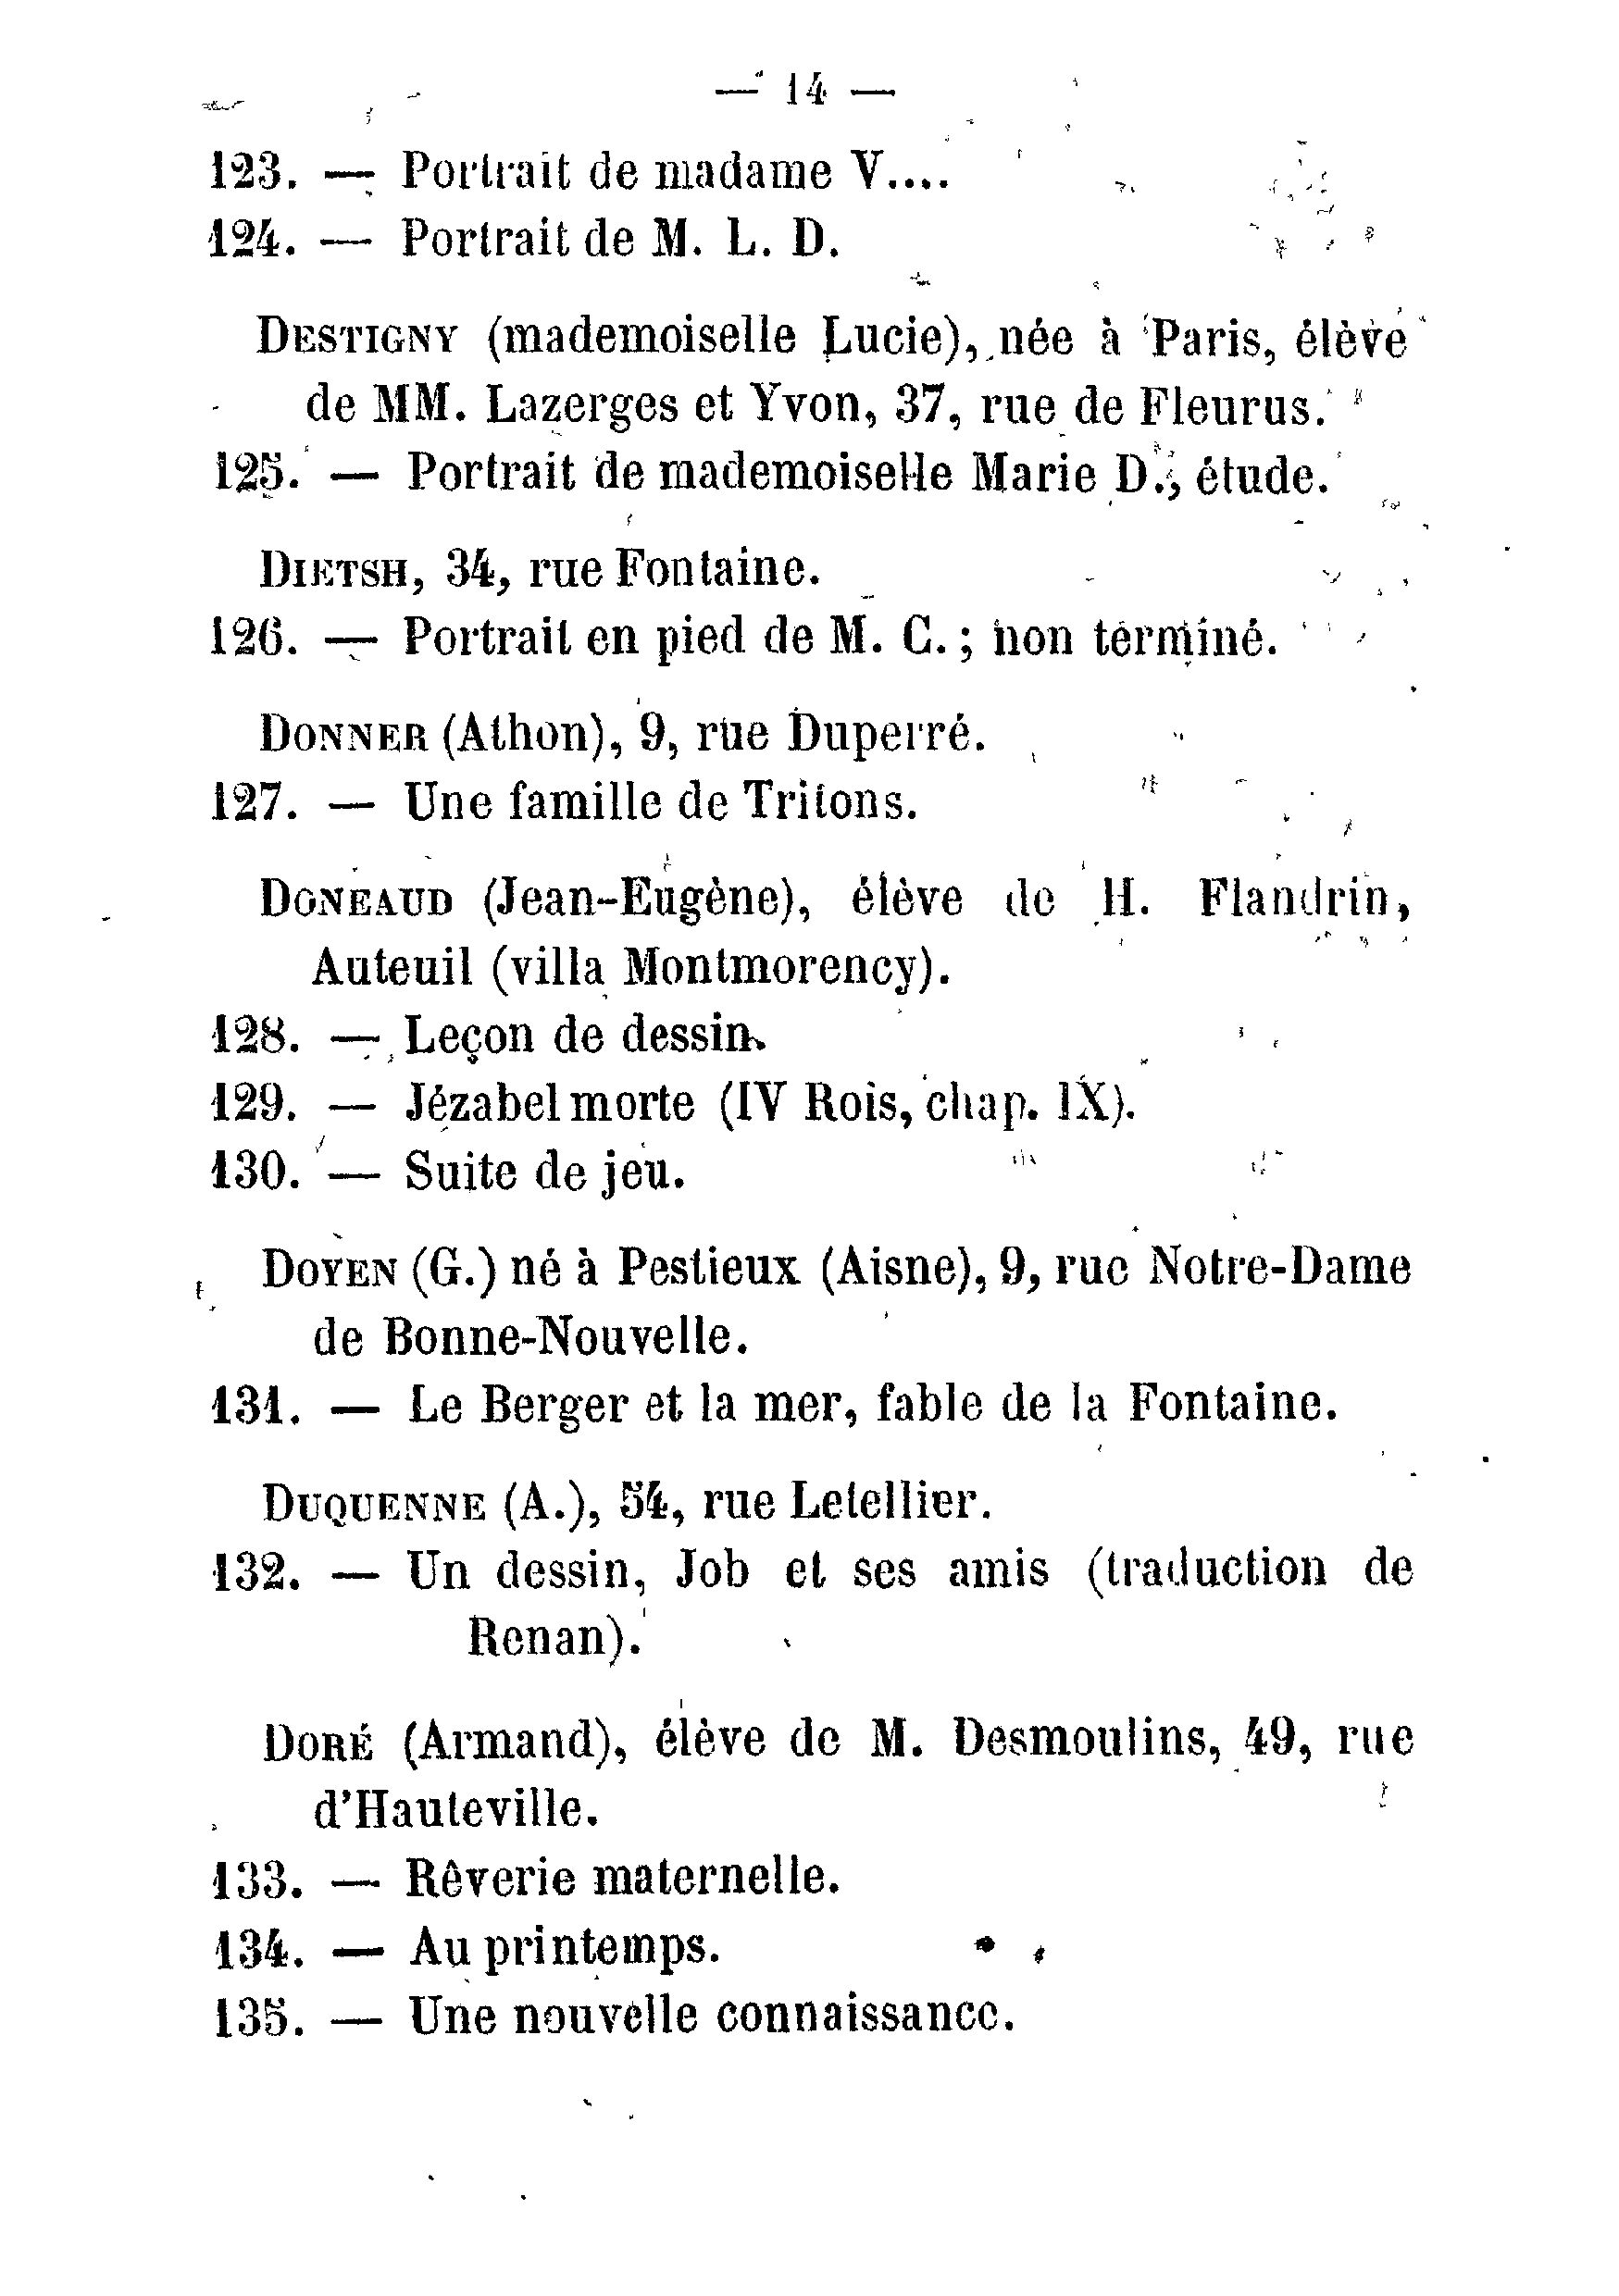 — 14 —
123. — Portrait de madame V....
124. — Portrait de M. L. D.
DESTIGNY (mademoiselle Lucie), née à Paris, élève
de MM. Lazerges et Yvon, 37, rue de Fleurus.
125. — Portrait de mademoiselle Marie D., étude.
DIETSH, 34, rue Fontaine.
126. — Portrait en pied de M. C. ; non terminé.
DONNER (Athon), 9, rue Duperré.
127. — Une famille de Tritons.
DONEAUD (Jean-Eugène), élève de H. Flandrin,
Auteuil (villa Montmorency).
128. — Leçon de dessin.
129. — Jézabel morte (IV Rois, chap. IX).
130. — Suite de jeu.
DOYEN (G.) né à Pestieux (Aisne), 9, rue Notre-Dame
de Bonne-Nouvelle.
131. — Le Berger et la mer, fable de la Fontaine.
DUQUENNE (A.), 54, rue Letellier.
132. — Un dessin, Job et ses amis (traduction de
Renan).
DORÉ (Armand), élève de M. Desmoulins, 49, rue
d'Hauteville.
133. — Rêverie maternelle.
134. — Au printemps.
135. — Une nouvelle connaissance.